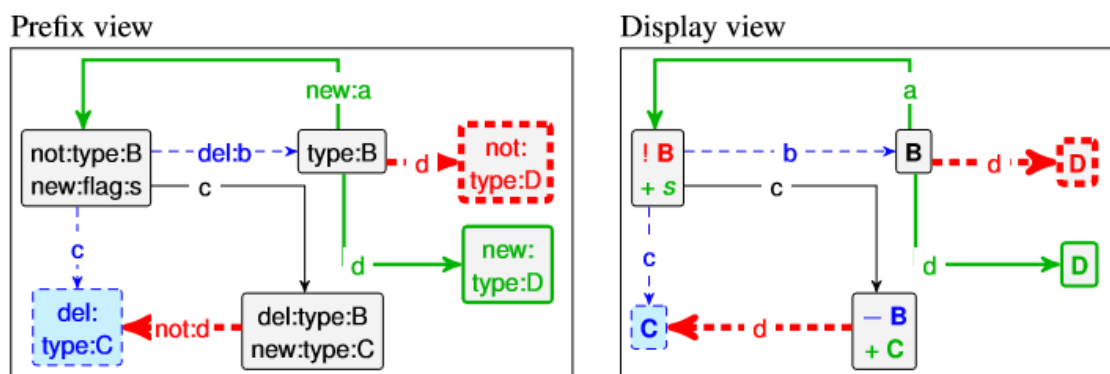 Prefix view
new:a
not:type:B
new:flag:s
del:b
type:B
d
not:
type:D
c
c
d
new:
type:D
del:
type:C
not:d
del:type:B
new:type:C
Display view
a
! B
+ s
b
B
d
D
c
c
d
D
C
d
– B
+ C